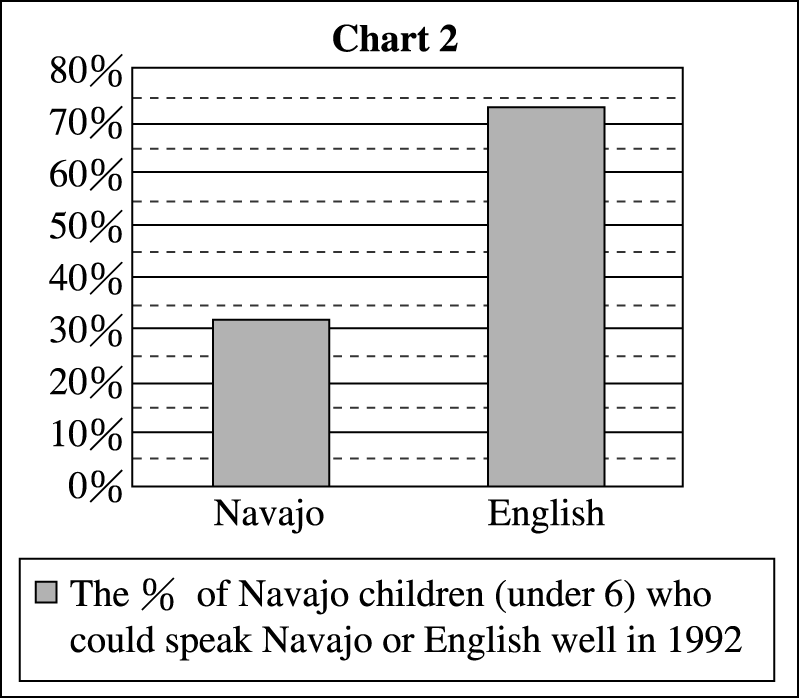 Chart 2
80%
70%
60%
50%
40%
30%
20%
10%
0%
Navajo
English
The % of Navajo children (under 6) who
could speak Navajo or English well in 1992